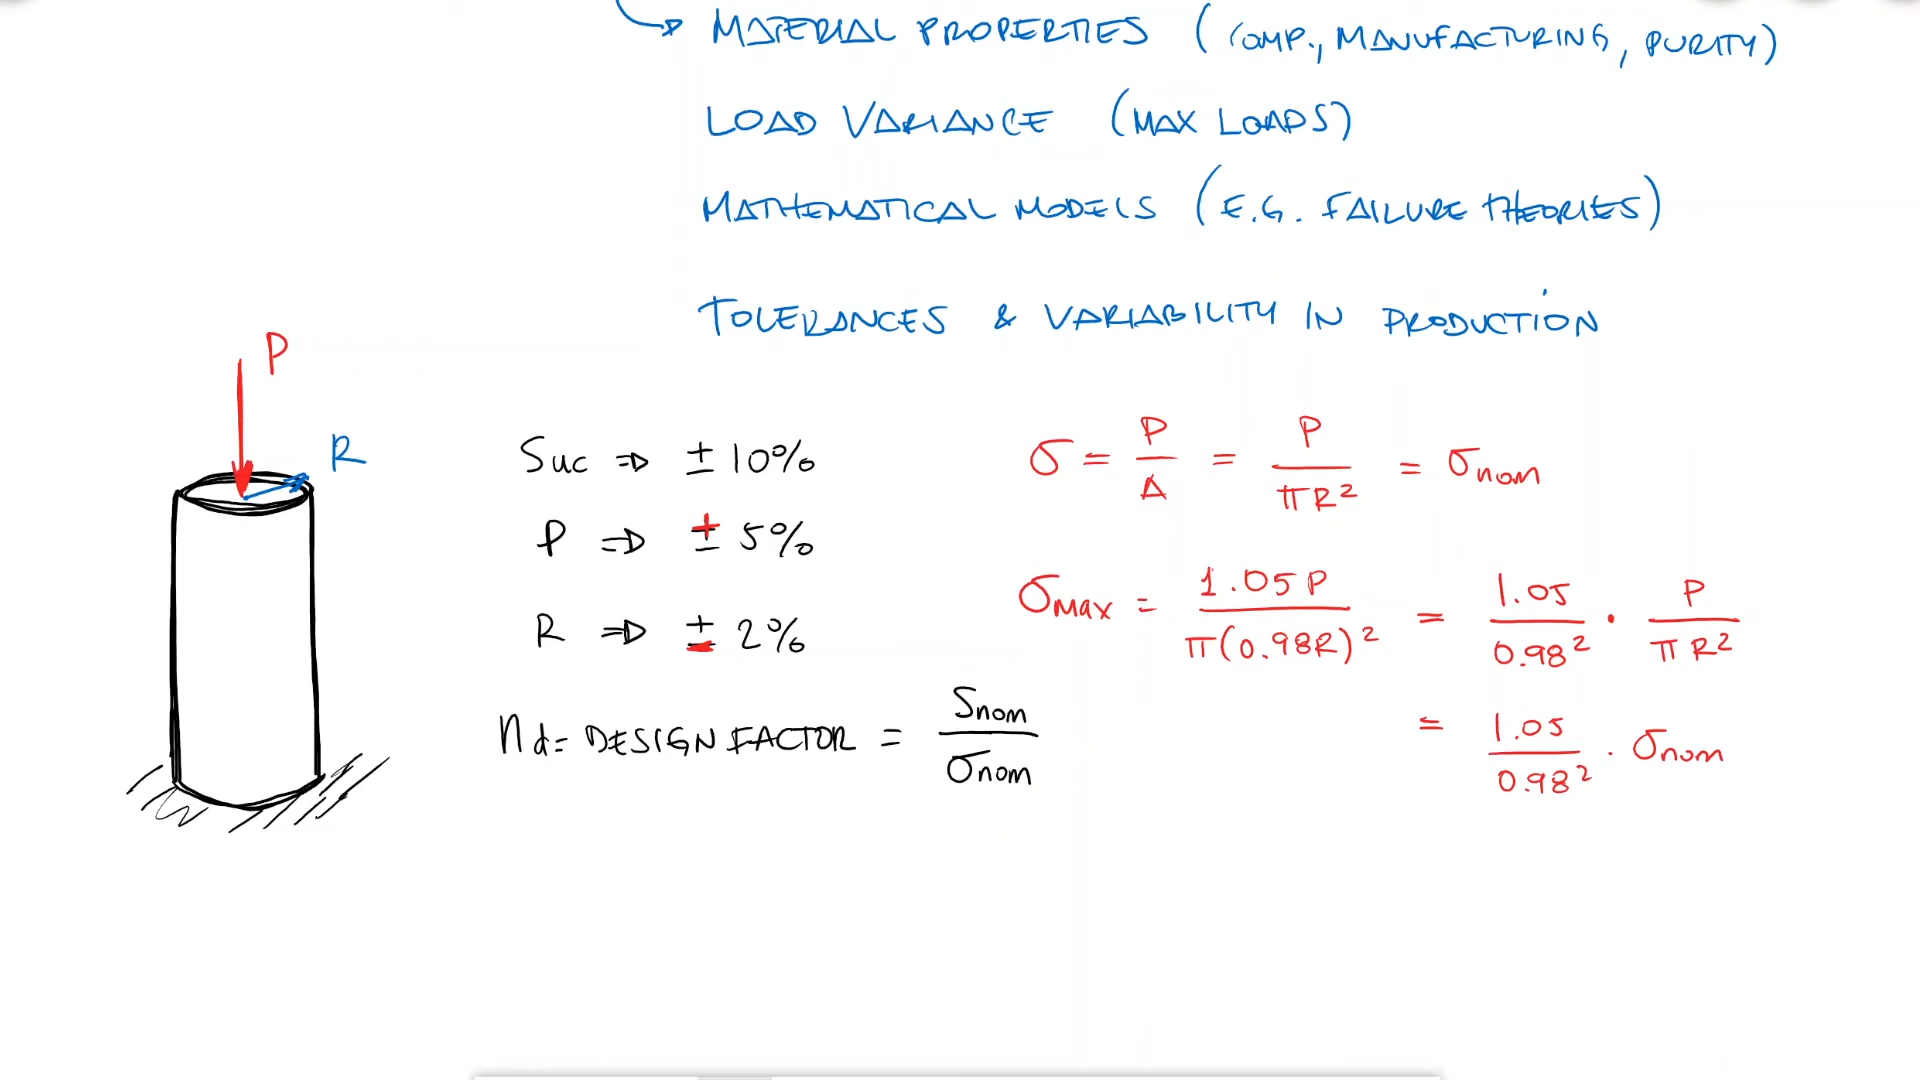 MATERIAL PROPERTIES (COMP., MANUFACTURING, PURITY)
LOAD VARIANCE (MAX LOADS)
MATHEMATICAL MODELS (E.G. FAILURE THEORIES)
TOLERANCES & VARIABILITY IN PRODUCTION
P
R
Suc ⇒ ± 10%
P ⇒ ± 5%
R ⇒ ± 2%
nd = DESIGN FACTOR = Snom / σnom
σ = P/A = P/πR² = σnom
σMAX = 1.05P / π(0.98R)² = 1.05/0.98² · P/πR²
= 1.05/0.98² · σnom